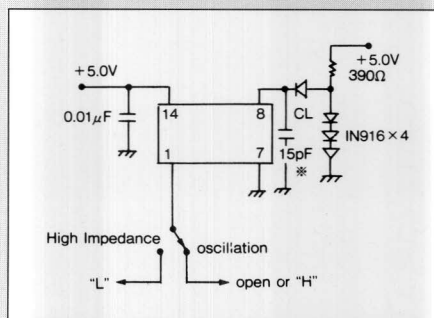 +5.0V
+5.0V
390Ω
0.01μF
14
8
CL
1
7
15pF
※
IN916×4
High Impedance
oscillation
"L"
open or "H"